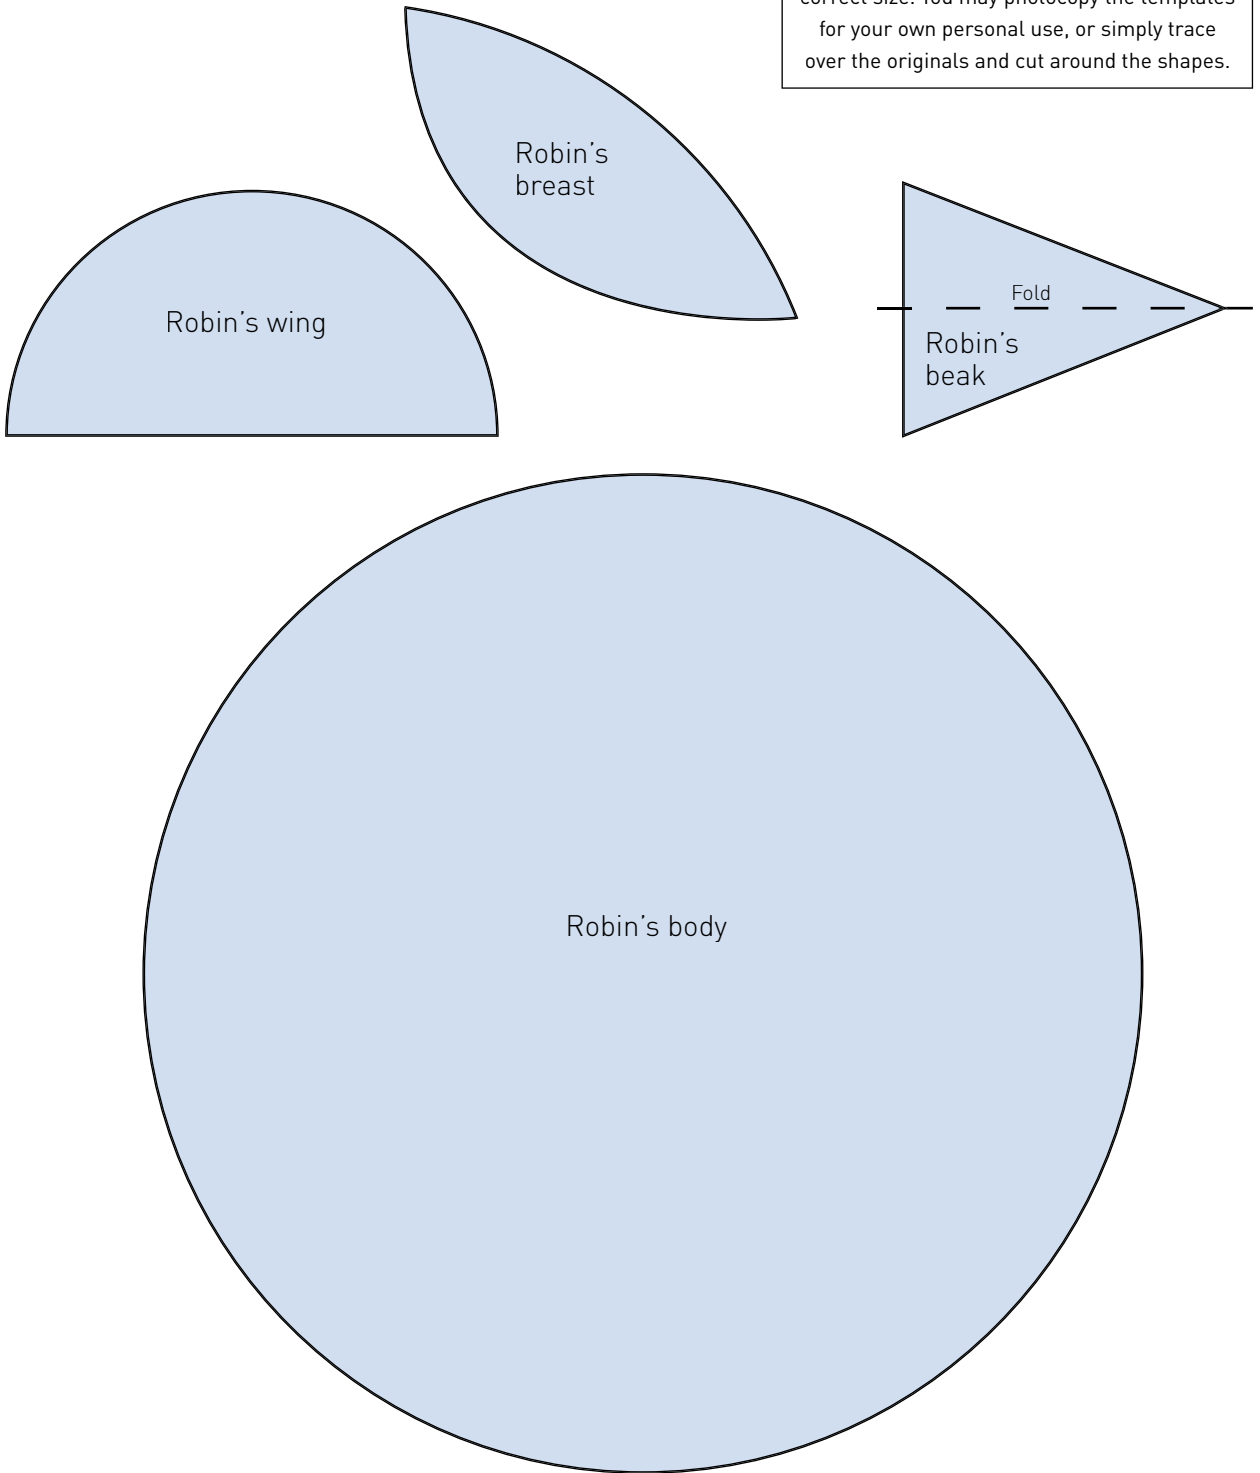 correct size. You may photocopy the templates
for your own personal use, or simply trace
over the originals and cut around the shapes.
Robin’s
breast
Robin’s wing
Fold
Robin’s
beak
Robin’s body